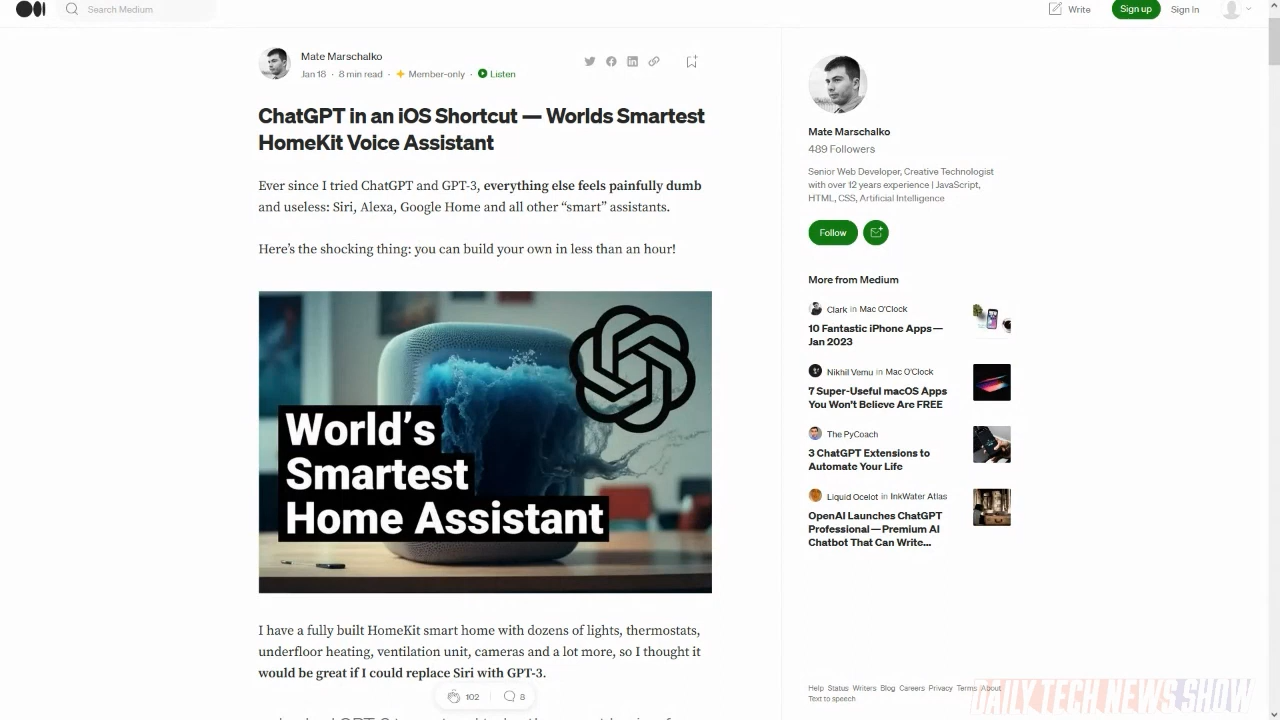 Search Medium
Write
Sign up
Sign In
Mate Marschalko
Jan 18 · 8 min read · Member-only · Listen
ChatGPT in an iOS Shortcut — Worlds Smartest
HomeKit Voice Assistant
Ever since I tried ChatGPT and GPT-3, everything else feels painfully dumb
and useless: Siri, Alexa, Google Home and all other “smart” assistants.
Here’s the shocking thing: you can build your own in less than an hour!
World’s
Smartest
Home Assistant
I have a fully built HomeKit smart home with dozens of lights, thermostats,
underfloor heating, ventilation unit, cameras and a lot more, so I thought it
would be great if I could replace Siri with GPT-3.
102
8
Mate Marschalko
489 Followers
Senior Web Developer, Creative Technologist
with over 12 years experience | JavaScript,
HTML, CSS, Artificial Intelligence
Follow
More from Medium
Clark in Mac O’Clock
10 Fantastic iPhone Apps —
Jan 2023
Nikhil Vemu in Mac O’Clock
7 Super-Useful macOS Apps
You Won’t Believe Are FREE
The PyCoach
3 ChatGPT Extensions to
Automate Your Life
Liquid Ocelot in InkWater Atlas
OpenAI Launches ChatGPT
Professional — Premium AI
Chatbot That Can Write...
Help Status Writers Blog Careers Privacy Terms About
Text to speech
DAILY TECH NEWS SHOW